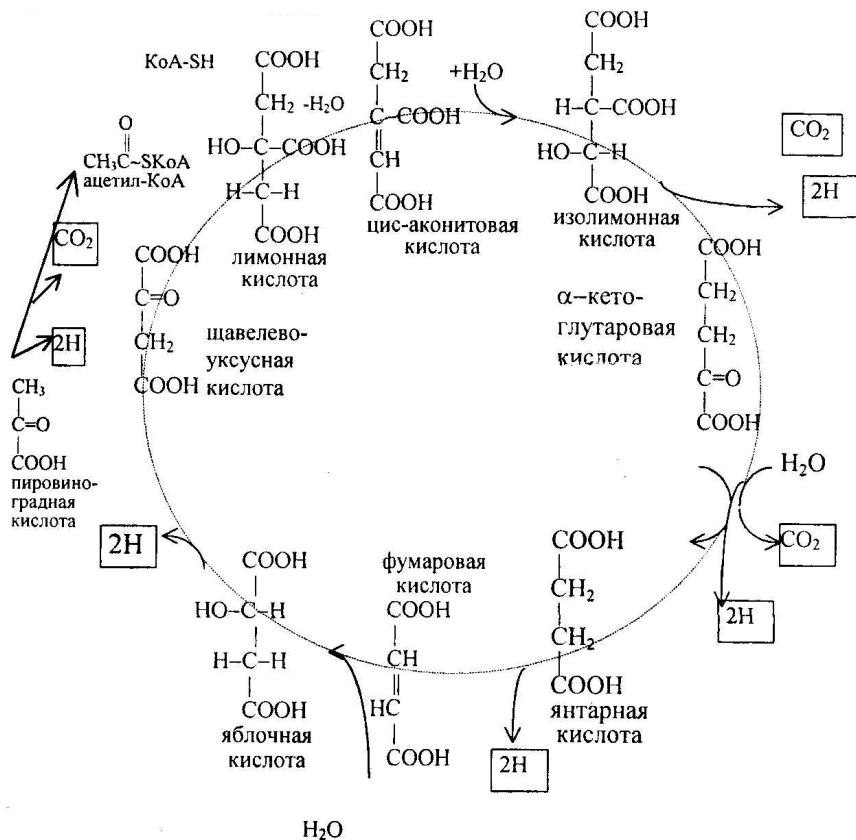 КоА-SH
COOH
CH₂ -H₂O
HO-C-COOH
H-C-H
COOH
лимонная
кислота
COOH
CH₂
C-COOH
CH
COOH
цис-аконитовая
кислота
+H₂O
COOH
CH₂
H-C-COOH
HO-C-H
COOH
изолимонная
кислота
CO₂
2H
O
CH₃C~SKoA
ацетил-КоА
CO₂
2H
CH₃
C=O
COOH
пировино-
градная
кислота
COOH
C=O
CH₂
COOH
щавелево-
уксусная
кислота
α-кето-
глутаровая
кислота
COOH
CH₂
CH₂
C=O
COOH
H₂O
CO₂
2H
COOH
CH₂
CH₂
COOH
янтарная
кислота
2H
фумаровая
кислота
COOH
CH
HC
COOH
H₂O
COOH
HO-C-H
H-C-H
COOH
яблочная
кислота
2H